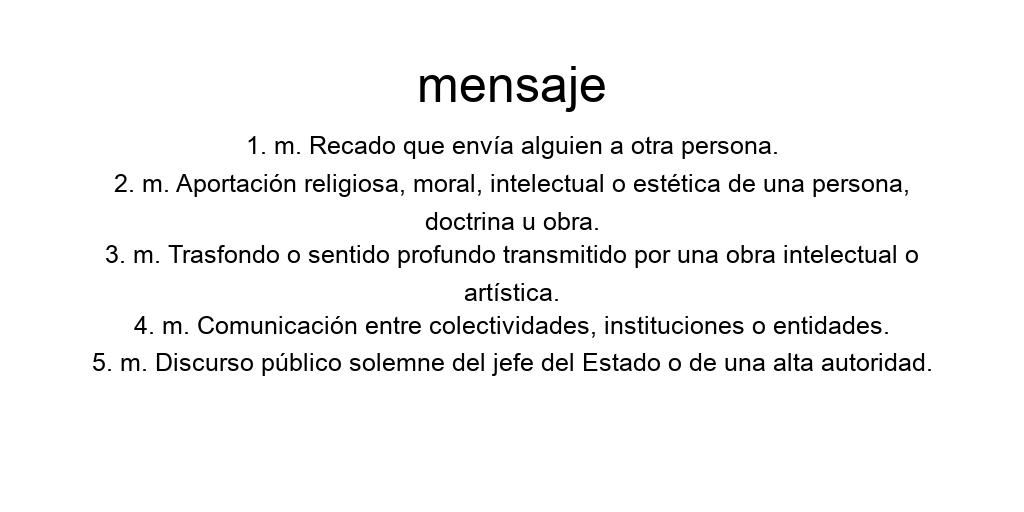 mensaje
1. m. Recado que envía alguien a otra persona.
2. m. Aportación religiosa, moral, intelectual o estética de una persona,
doctrina u obra.
3. m. Trasfondo o sentido profundo transmitido por una obra intelectual o
artística.
4. m. Comunicación entre colectividades, instituciones o entidades.
5. m. Discurso público solemne del jefe del Estado o de una alta autoridad.